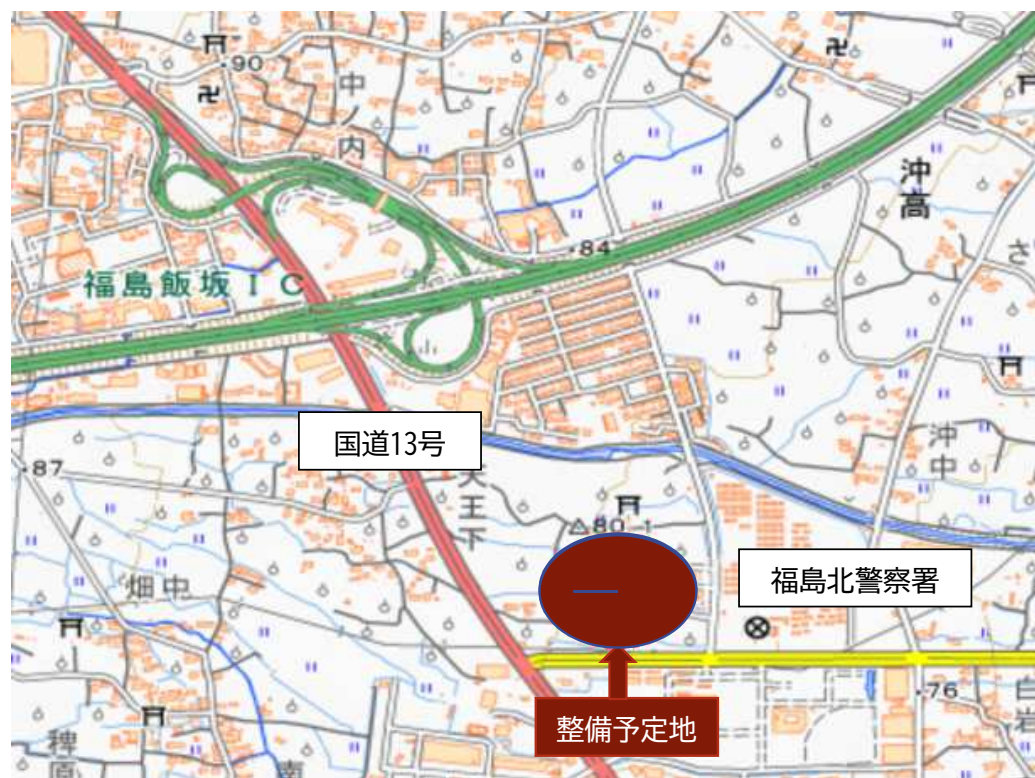 90
中ノ内
沖高
84
福島飯坂IC
国道13号
87
天王下
沖中
80.1
畑中
福島北警察署
整備予定地
76
南